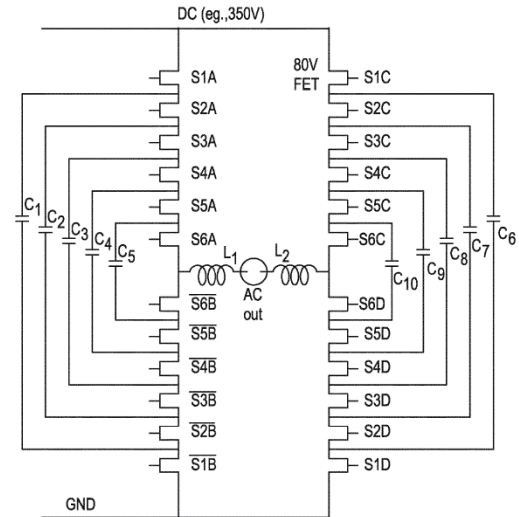 DC (eg.,350V)
80V
FET
S1A
S1C
S2A
S2C
S3A
S3C
S4A
S4C
S5A
S5C
S6A
S6C
C1
C2
C3
C4
C5
C6
C7
C8
C9
C10
L1
L2
AC
out
S6B
S6D
S5B
S5D
S4B
S4D
S3B
S3D
S2B
S2D
S1B
S1D
GND